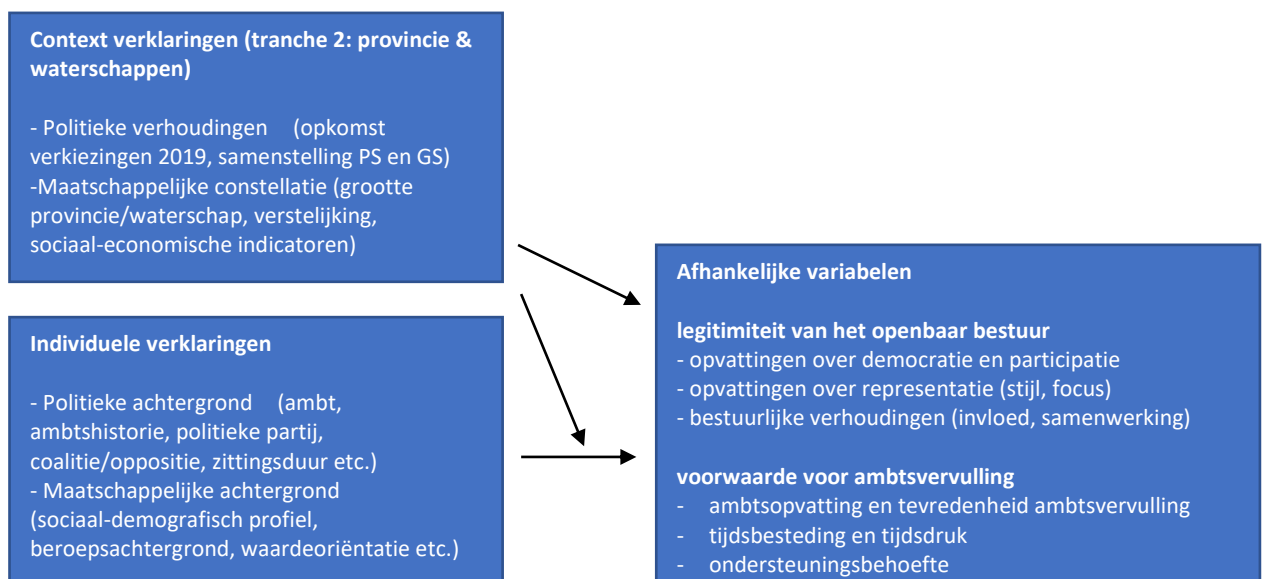 Context verklaringen (tranche 2: provincie &
waterschappen)
- Politieke verhoudingen (opkomst
verkiezingen 2019, samenstelling PS en GS)
-Maatschappelijke constellatie (grootte
provincie/waterschap, verstelijking,
sociaal-economische indicatoren)
Individuele verklaringen
- Politieke achtergrond (ambt,
ambtshistorie, politieke partij,
coalitie/oppositie, zittingsduur etc.)
- Maatschappelijke achtergrond
(sociaal-demografisch profiel,
beroepsachtergrond, waardeoriëntatie etc.)
Afhankelijke variabelen
legitimiteit van het openbaar bestuur
- opvattingen over democratie en participatie
- opvattingen over representatie (stijl, focus)
- bestuurlijke verhoudingen (invloed, samenwerking)
voorwaarde voor ambtsvervulling
- ambtsopvatting en tevredenheid ambtsvervulling
- tijdsbesteding en tijdsdruk
- ondersteuningsbehoefte